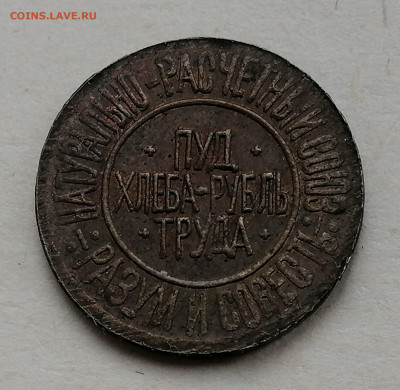 COINS.LAVE.RU
НАТУРАЛЬНО-РАСЧЕТНЫЙ СОЮЗ
ПУД
ХЛЕБА-РУБЛЬ
ТРУДА
РАЗУМ И СОВЕСТЬ